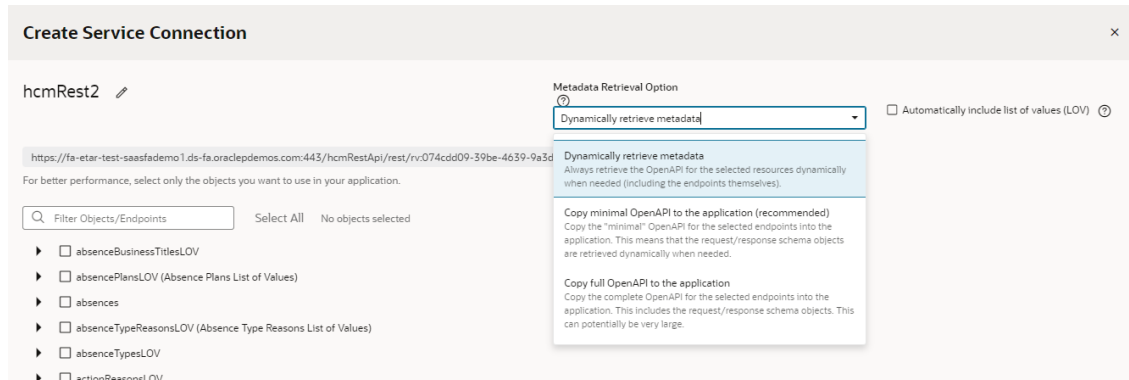 Create Service Connection
×
hcmRest2
Metadata Retrieval Option
?
Dynamically retrieve metadata
Automatically include list of values (LOV) ?
https://fa-etar-test-saasfademo1.ds-fa.oraclepdemos.com:443/hcmRestApi/rest/rv:074cdd09-39be-4639-9a3d
For better performance, select only the objects you want to use in your application.
Filter Objects/Endpoints Select All No objects selected
absenceBusinessTitlesLOV
absencePlansLOV (Absence Plans List of Values)
absences
absenceTypeReasonsLOV (Absence Type Reasons List of Values)
absenceTypesLOV
actionReasonsLOV
Dynamically retrieve metadata
Always retrieve the OpenAPI for the selected resources dynamically
when needed (including the endpoints themselves).
Copy minimal OpenAPI to the application (recommended)
Copy the "minimal" OpenAPI for the selected endpoints into the
application. This means that the request/response schema objects
are retrieved dynamically when needed.
Copy full OpenAPI to the application
Copy the complete OpenAPI for the selected endpoints into the
application. This includes the request/response schema objects. This
can potentially be very large.